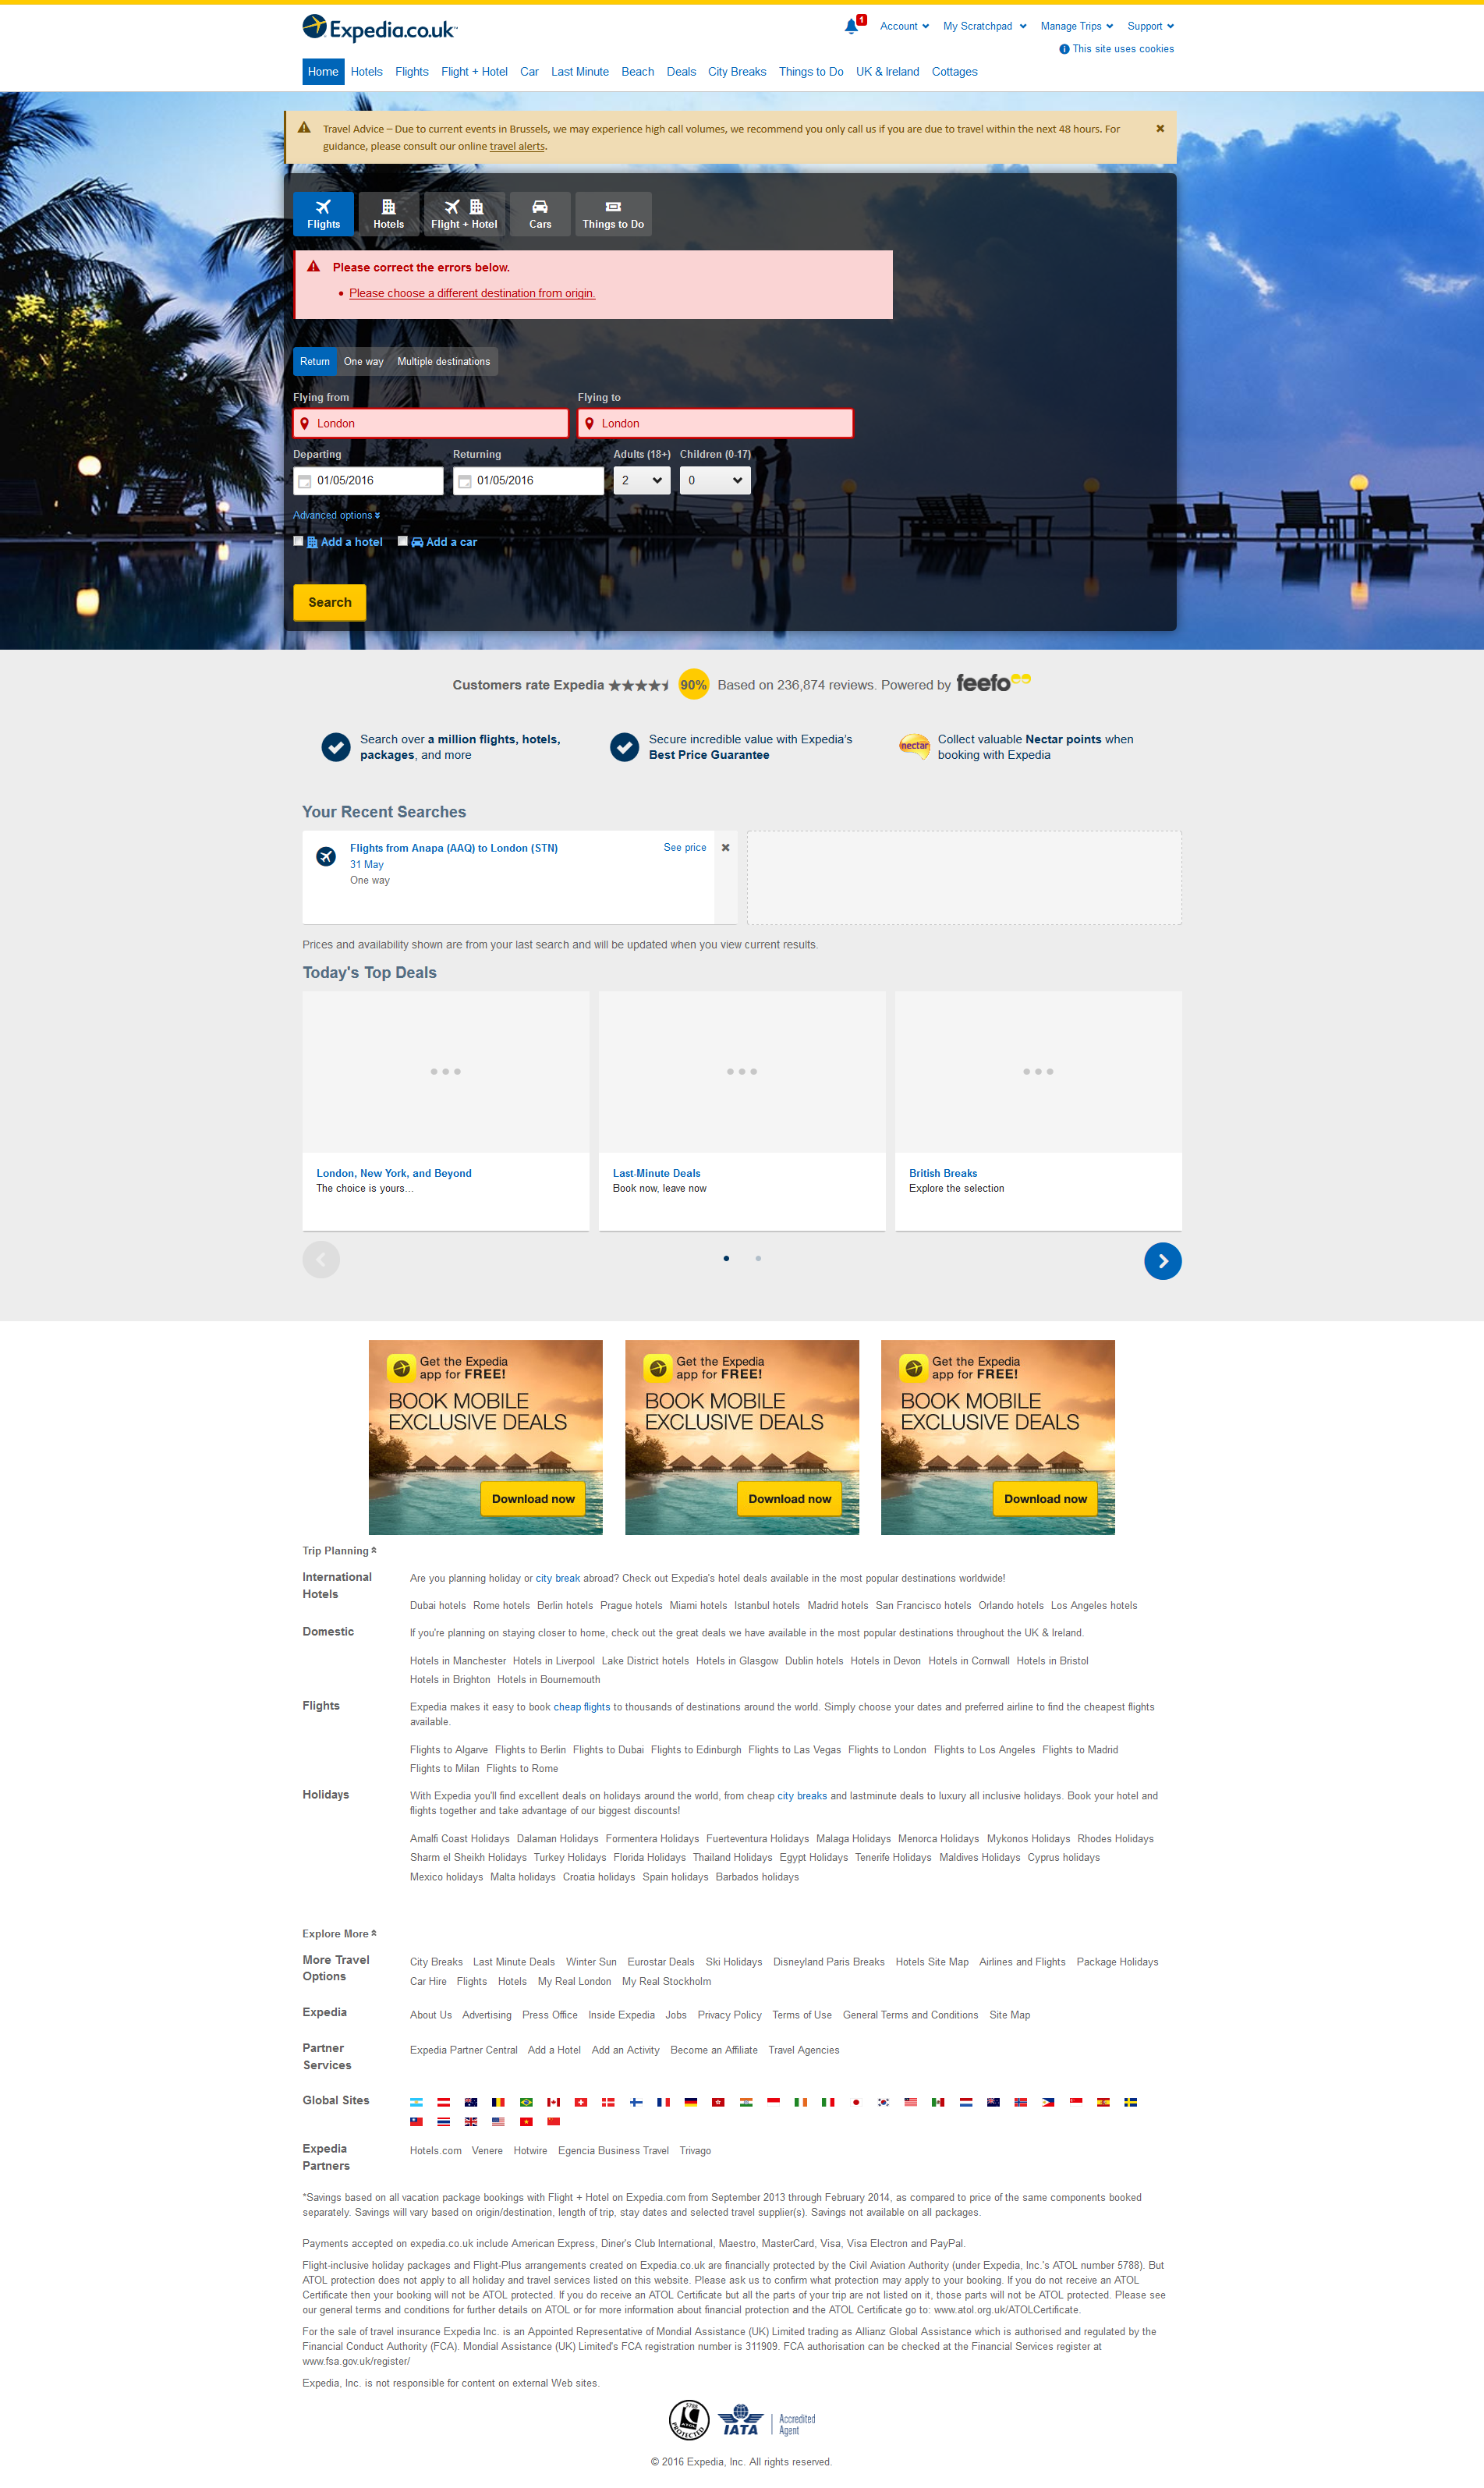 Expedia.co.uk
1
Account
My Scratchpad
Manage Trips
Support
This site uses cookies
Home Hotels Flights Flight + Hotel Car Last Minute Beach Deals City Breaks Things to Do UK & Ireland Cottages
Travel Advice – Due to current events in Brussels, we may experience high call volumes, we recommend you only call us if you are due to travel within the next 48 hours. For
guidance, please consult our online travel alerts.
Flights Hotels Flight + Hotel Cars Things to Do
Please correct the errors below.
• Please choose a different destination from origin.
Return One way Multiple destinations
Flying from Flying to
London London
Departing Returning Adults (18+) Children (0-17)
01/05/2016 01/05/2016 2 0
Advanced options
Add a hotel Add a car
Search
Customers rate Expedia 90% Based on 236,874 reviews. Powered by feefo
Search over a million flights, hotels,
packages, and more
Secure incredible value with Expedia's
Best Price Guarantee
nectar
Collect valuable Nectar points when
booking with Expedia
Your Recent Searches
Flights from Anapa (AAQ) to London (STN) See price
31 May
One way
Prices and availability shown are from your last search and will be updated when you view current results.
Today's Top Deals
London, New York, and Beyond
The choice is yours...
Last-Minute Deals
Book now, leave now
British Breaks
Explore the selection
Get the Expedia
app for FREE!
BOOK MOBILE
EXCLUSIVE DEALS
Download now
Get the Expedia
app for FREE!
BOOK MOBILE
EXCLUSIVE DEALS
Download now
Get the Expedia
app for FREE!
BOOK MOBILE
EXCLUSIVE DEALS
Download now
Trip Planning
International
Hotels
Are you planning holiday or city break abroad? Check out Expedia's hotel deals available in the most popular destinations worldwide!
Dubai hotels Rome hotels Berlin hotels Prague hotels Miami hotels Istanbul hotels Madrid hotels San Francisco hotels Orlando hotels Los Angeles hotels
Domestic
If you're planning on staying closer to home, check out the great deals we have available in the most popular destinations throughout the UK & Ireland.
Hotels in Manchester Hotels in Liverpool Lake District hotels Hotels in Glasgow Dublin hotels Hotels in Devon Hotels in Cornwall Hotels in Bristol
Hotels in Brighton Hotels in Bournemouth
Flights
Expedia makes it easy to book cheap flights to thousands of destinations around the world. Simply choose your dates and preferred airline to find the cheapest flights
available.
Flights to Algarve Flights to Berlin Flights to Dubai Flights to Edinburgh Flights to Las Vegas Flights to London Flights to Los Angeles Flights to Madrid
Flights to Milan Flights to Rome
Holidays
With Expedia you'll find excellent deals on holidays around the world, from cheap city breaks and lastminute deals to luxury all inclusive holidays. Book your hotel and
flights together and take advantage of our biggest discounts!
Amalfi Coast Holidays Dalaman Holidays Formentera Holidays Fuerteventura Holidays Malaga Holidays Menorca Holidays Mykonos Holidays Rhodes Holidays
Sharm el Sheikh Holidays Turkey Holidays Florida Holidays Thailand Holidays Egypt Holidays Tenerife Holidays Maldives Holidays Cyprus holidays
Mexico holidays Malta holidays Croatia holidays Spain holidays Barbados holidays
Explore More
More Travel
Options
City Breaks Last Minute Deals Winter Sun Eurostar Deals Ski Holidays Disneyland Paris Breaks Hotels Site Map Airlines and Flights Package Holidays
Car Hire Flights Hotels My Real London My Real Stockholm
Expedia
About Us Advertising Press Office Inside Expedia Jobs Privacy Policy Terms of Use General Terms and Conditions Site Map
Partner
Services
Expedia Partner Central Add a Hotel Add an Activity Become an Affiliate Travel Agencies
Global Sites
Expedia
Partners
Hotels.com Venere Hotwire Egencia Business Travel Trivago
*Savings based on all vacation package bookings with Flight + Hotel on Expedia.com from September 2013 through February 2014, as compared to price of the same components booked
separately. Savings will vary based on origin/destination, length of trip, stay dates and selected travel supplier(s). Savings not available on all packages.
Payments accepted on expedia.co.uk include American Express, Diner's Club International, Maestro, MasterCard, Visa, Visa Electron and PayPal.
Flight-inclusive holiday packages and Flight-Plus arrangements created on Expedia.co.uk are financially protected by the Civil Aviation Authority (under Expedia, Inc.'s ATOL number 5788). But
ATOL protection does not apply to all holiday and travel services listed on this website. Please ask us to confirm what protection may apply to your booking. If you do not receive an ATOL
Certificate then your booking will not be ATOL protected. If you do receive an ATOL Certificate but all the parts of your trip are not listed on it, those parts will not be ATOL protected. Please see
our general terms and conditions for further details on ATOL or for more information about financial protection and the ATOL Certificate go to: www.atol.org.uk/ATOLCertificate.
For the sale of travel insurance Expedia Inc. is an Appointed Representative of Mondial Assistance (UK) Limited trading as Allianz Global Assistance which is authorised and regulated by the
Financial Conduct Authority (FCA). Mondial Assistance (UK) Limited's FCA registration number is 311909. FCA authorisation can be checked at the Financial Services register at
www.fsa.gov.uk/register/
Expedia, Inc. is not responsible for content on external Web sites.
5788
ATOL
PROTECTED
IATA
Accredited
Agent
© 2016 Expedia, Inc. All rights reserved.